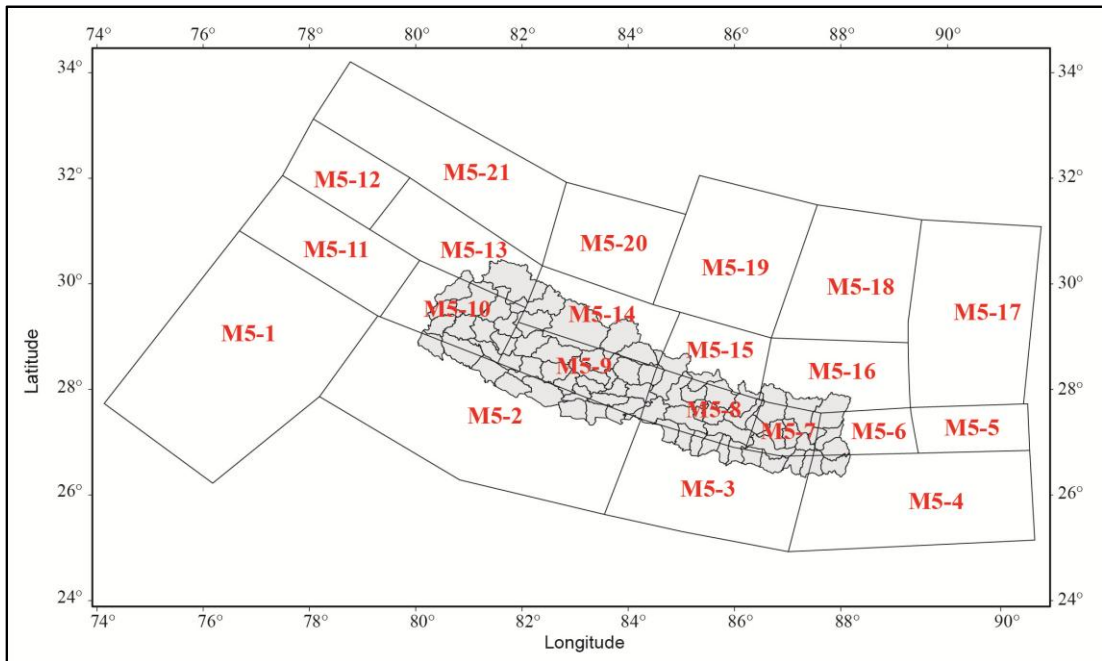 74° 76° 78° 80° 82° 84° 86° 88° 90°
34° 34°
M5-21
M5-12
32° 32°
M5-20
M5-11 M5-13
M5-19
M5-18
M5-17
30° 30°
M5-10 M5-14
M5-1
M5-15
M5-9
M5-16
28° 28°
M5-8
M5-2 M5-7 M5-6 M5-5
M5-3
M5-4
26° 26°
24° 24°
74° 76° 78° 80° 82° 84° 86° 88° 90°
Latitude
Longitude